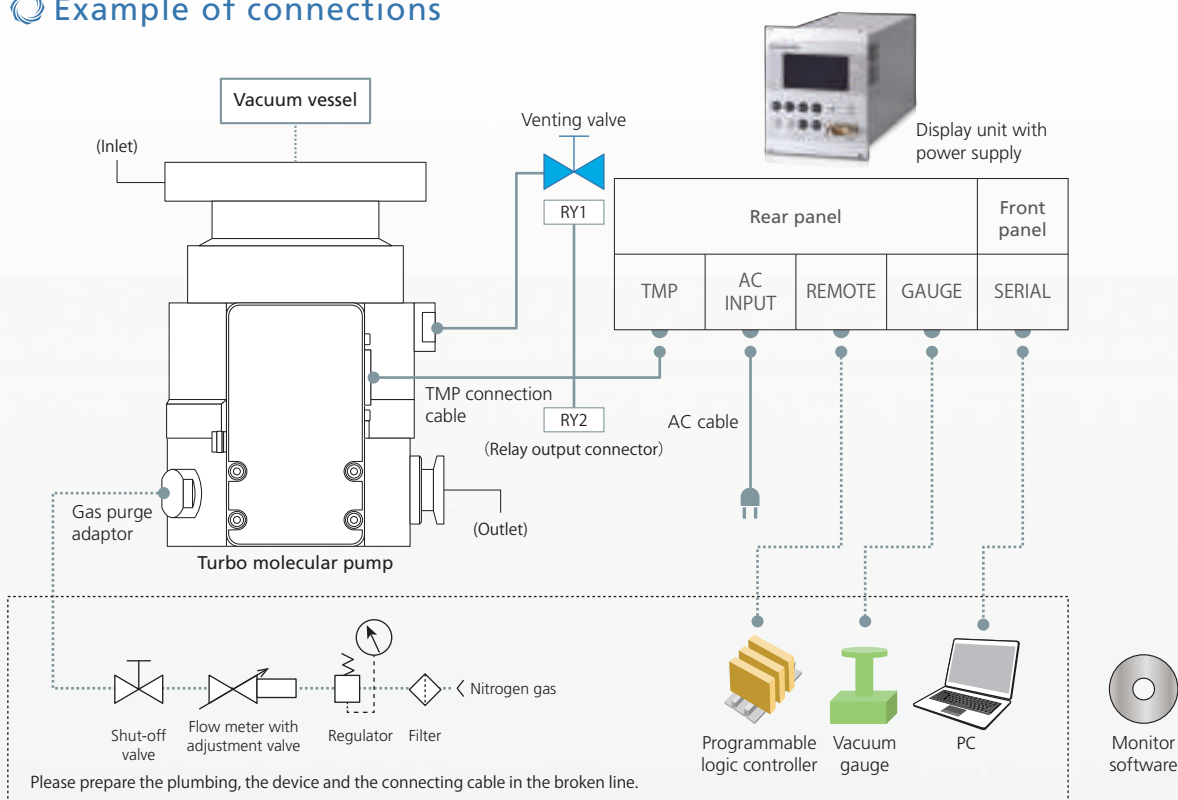 Example of connections
Vacuum vessel
(Inlet)
Venting valve
RY1
Display unit with
power supply
Rear panel
Front
panel
TMP
AC
INPUT
REMOTE
GAUGE
SERIAL
TMP connection
cable
RY2
(Relay output connector)
AC cable
Gas purge
adaptor
(Outlet)
Turbo molecular pump
Nitrogen gas
Shut-off
valve
Flow meter with
adjustment valve
Regulator
Filter
Programmable
logic controller
Vacuum
gauge
PC
Monitor
software
Please prepare the plumbing, the device and the connecting cable in the broken line.